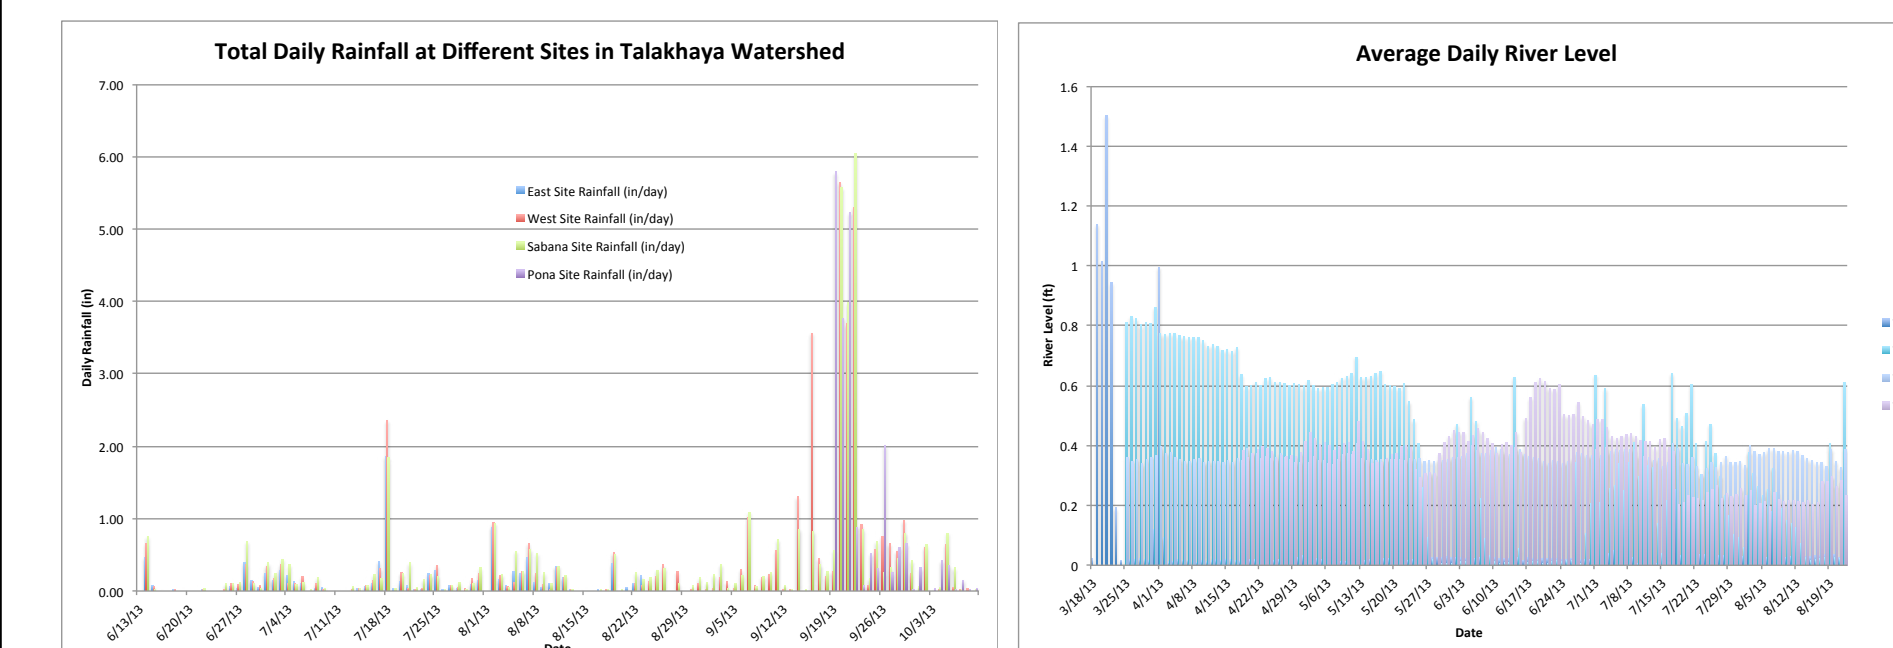 Total Daily Rainfall at Different Sites in Talakhaya Watershed
7.00
6.00
5.00
4.00
3.00
2.00
1.00
0.00
Daily Rainfall (in)
East Site Rainfall (in/day)
West Site Rainfall (in/day)
Sabana Site Rainfall (in/day)
Pona Site Rainfall (in/day)
6/13/13 6/20/13 6/27/13 7/4/13 7/11/13 7/18/13 7/25/13 8/1/13 8/8/13 8/15/13 8/22/13 8/29/13 9/5/13 9/12/13 9/19/13 9/26/13 10/3/13
Date
Average Daily River Level
1.6
1.4
1.2
1
0.8
0.6
0.4
0.2
0
River Level (ft)
3/18/13 3/25/13 4/1/13 4/8/13 4/15/13 4/22/13 4/29/13 5/6/13 5/13/13 5/20/13 5/27/13 6/3/13 6/10/13 6/17/13 6/24/13 7/1/13 7/8/13 7/15/13 7/22/13 7/29/13 8/5/13 8/12/13 8/19/13
Date